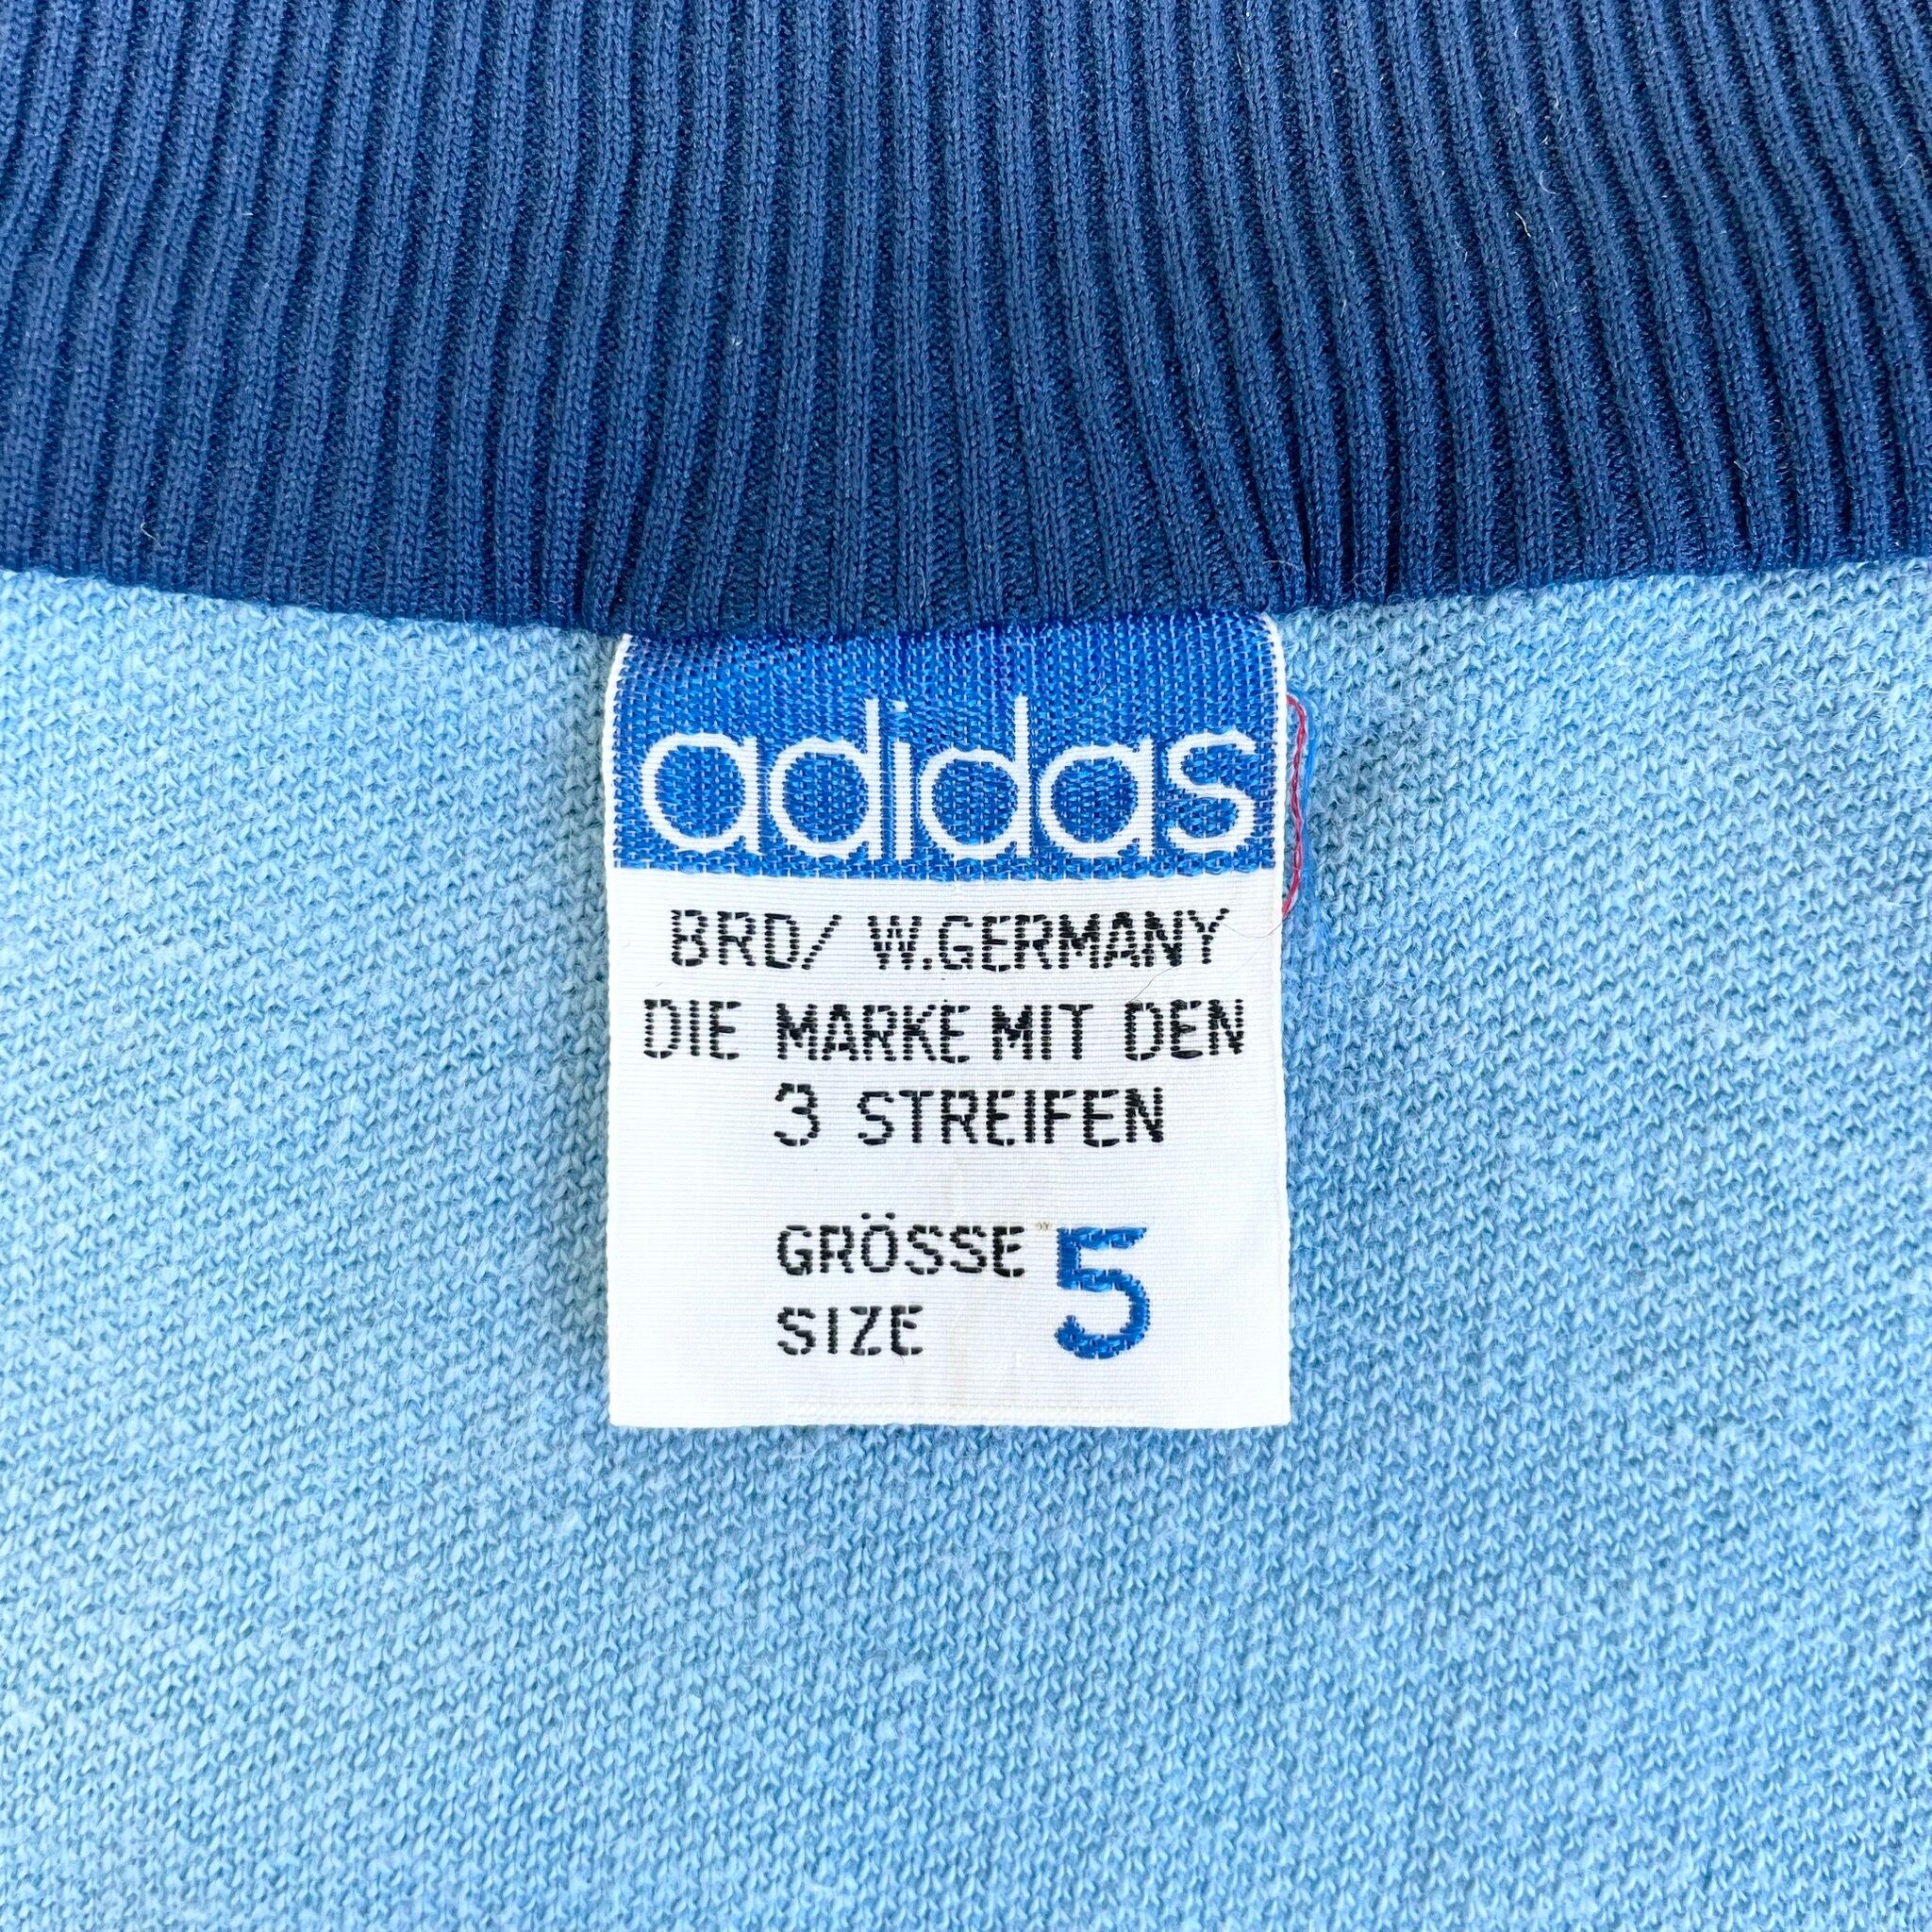 adidas
BRD/ W.GERMANY
DIE MARKE MIT DEN
3 STREIFEN
GRÖSSE 5
SIZE